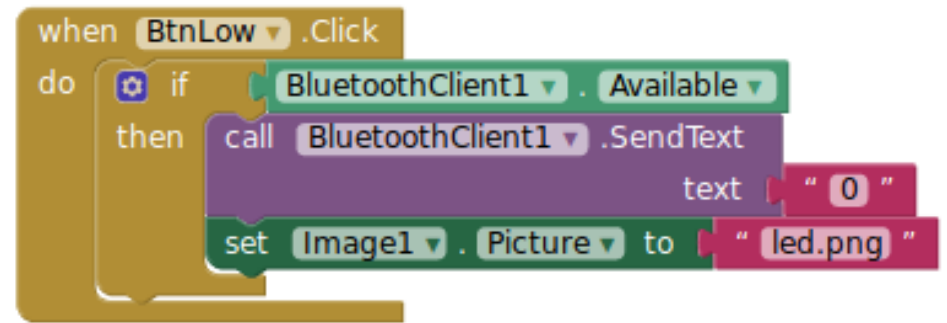 when BtnLow .Click
do if BluetoothClient1 . Available
then call BluetoothClient1 .SendText
text " 0 "
set Image1 . Picture to " led.png "